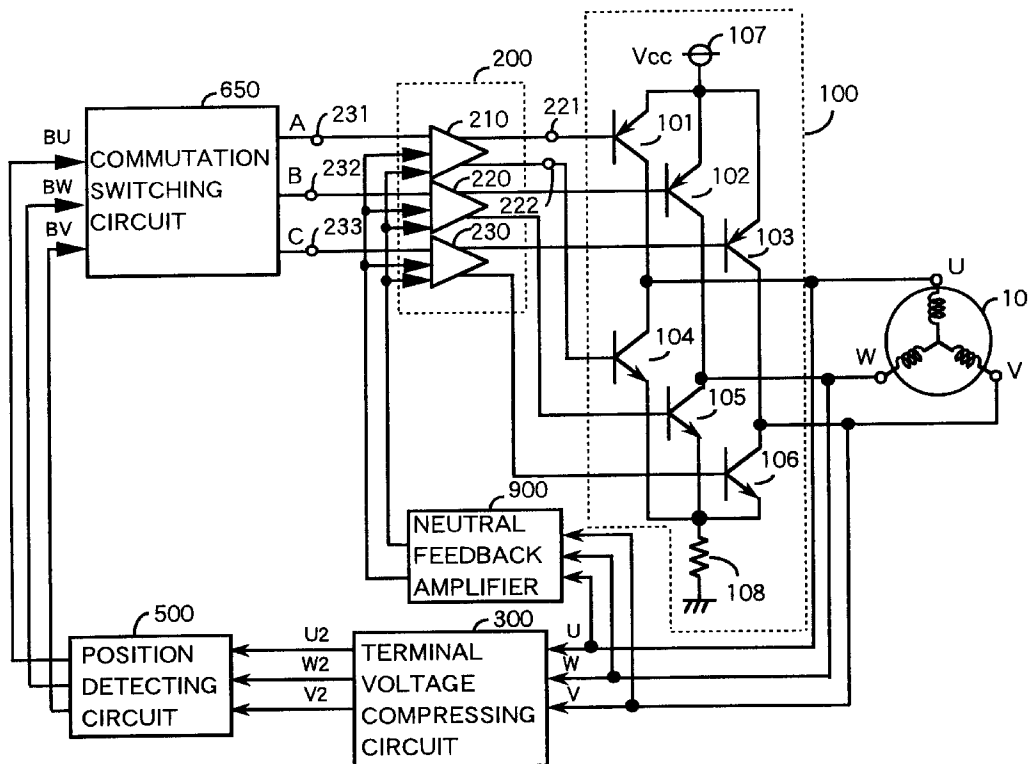 107
Vcc
200
650
100
A
231
210
221
101
BU
COMMUTATION
SWITCHING
CIRCUIT
B
232
220
222
102
BW
BV
C
233
230
103
U
10
104
W
V
105
106
900
NEUTRAL
FEEDBACK
AMPLIFIER
108
500
300
U2
W2
V2
POSITION
DETECTING
CIRCUIT
TERMINAL
VOLTAGE
COMPRESSING
CIRCUIT
U
W
V